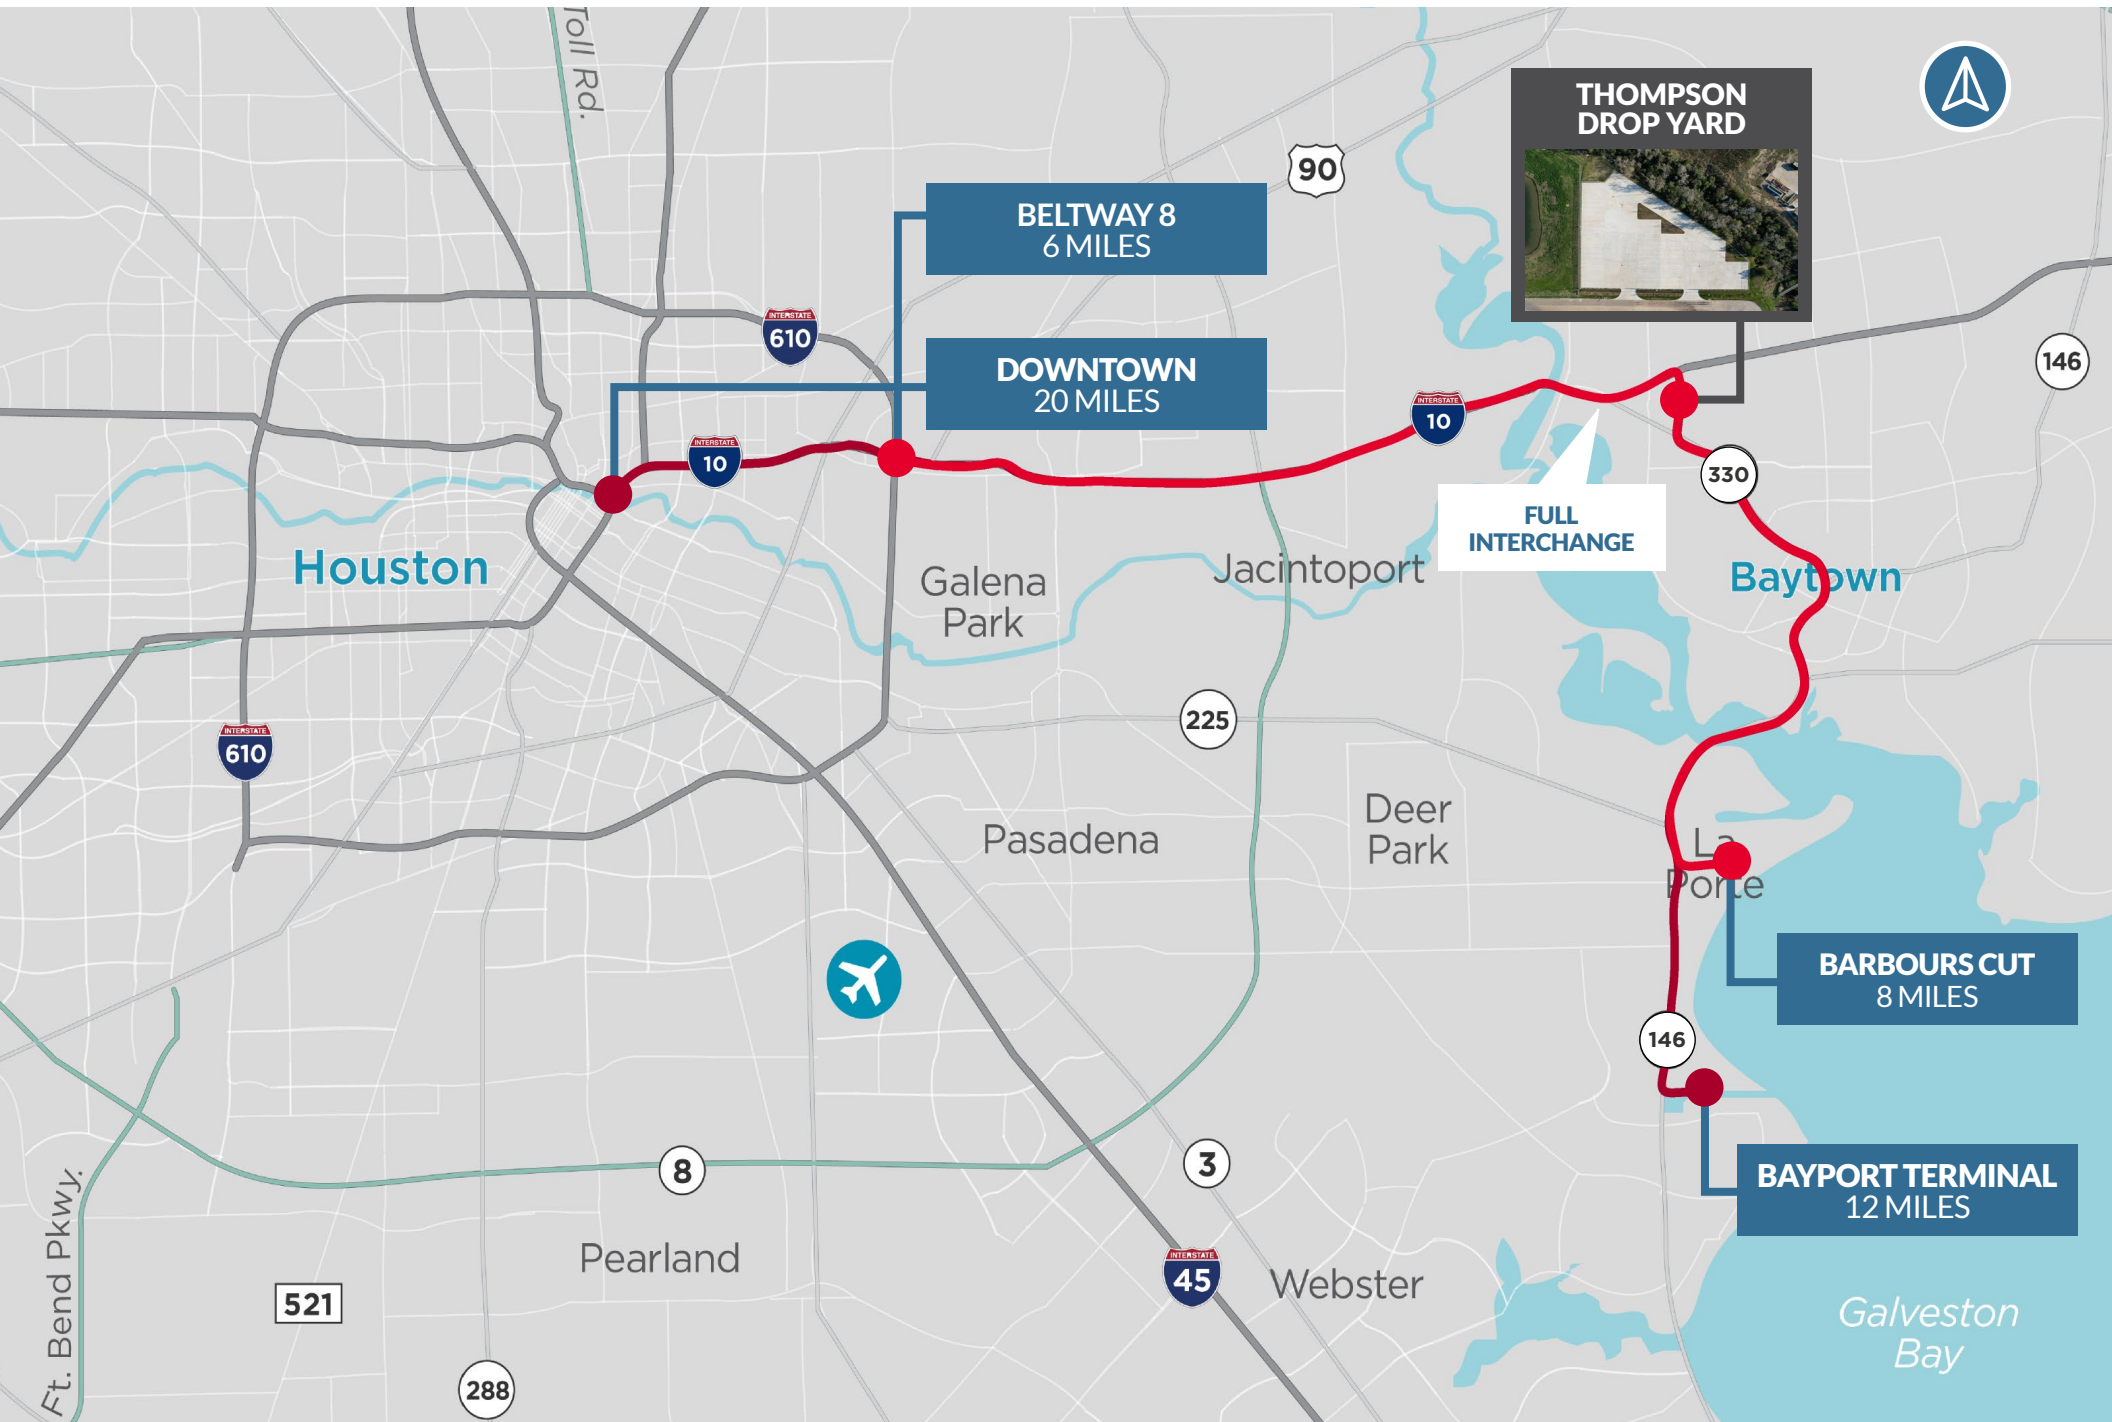 Toll Rd.
THOMPSON
DROP YARD
90
BELTWAY 8
6 MILES
INTERSTATE
610
146
DOWNTOWN
20 MILES
INTERSTATE
10
INTERSTATE
10
330
FULL
INTERCHANGE
Houston
Galena
Park
Jacintoport
Baytown
225
INTERSTATE
610
Deer
Park
Pasadena
La
Porte
BARBOURS CUT
8 MILES
146
8
3
BAYPORT TERMINAL
12 MILES
Ft. Bend Pkwy.
Pearland
INTERSTATE
45
Webster
521
Galveston
Bay
288